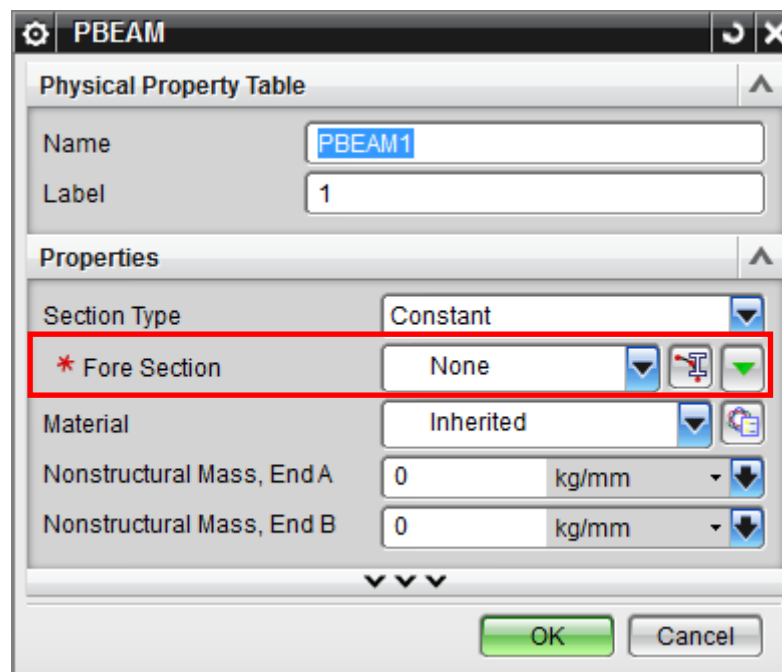 PBEAM
Physical Property Table
Name PBEAM1
Label 1
Properties
Section Type Constant
* Fore Section None
Material Inherited
Nonstructural Mass, End A 0 kg/mm
Nonstructural Mass, End B 0 kg/mm
OK Cancel